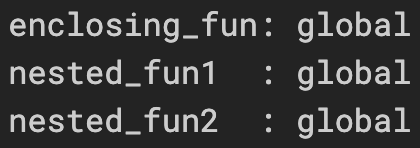 enclosing_fun: global
nested_fun1  : global
nested_fun2  : global